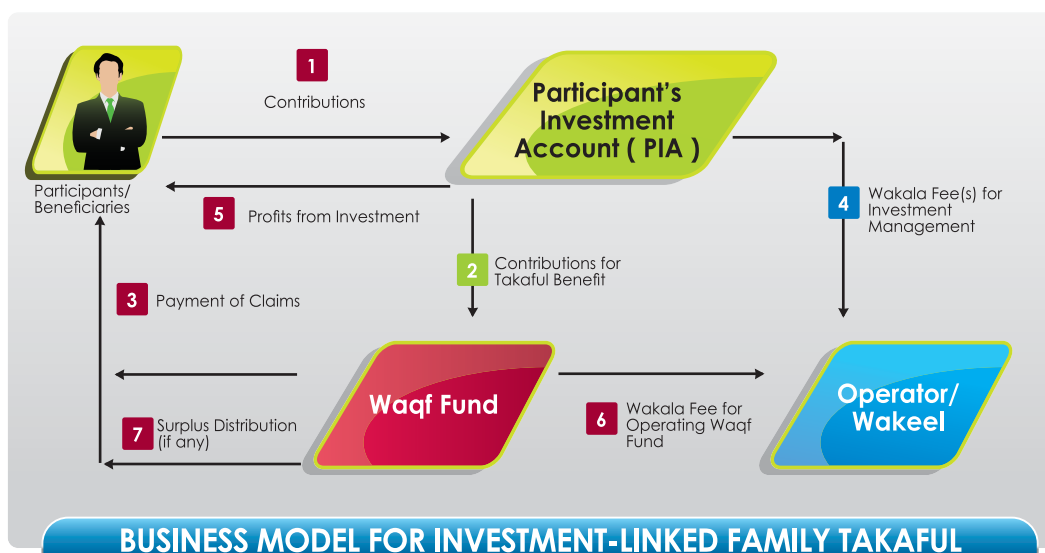 1
Contributions
Participant's
Investment
Account ( PIA )
Participants/
Beneficiaries
5 Profits from Investment
4 Wakala Fee(s) for
Investment
Management
2 Contributions for
Takaful Benefit
3 Payment of Claims
Waqf Fund
Operator/
Wakeel
7 Surplus Distribution
(if any)
6 Wakala Fee for
Operating Waqf
Fund
BUSINESS MODEL FOR INVESTMENT-LINKED FAMILY TAKAFUL